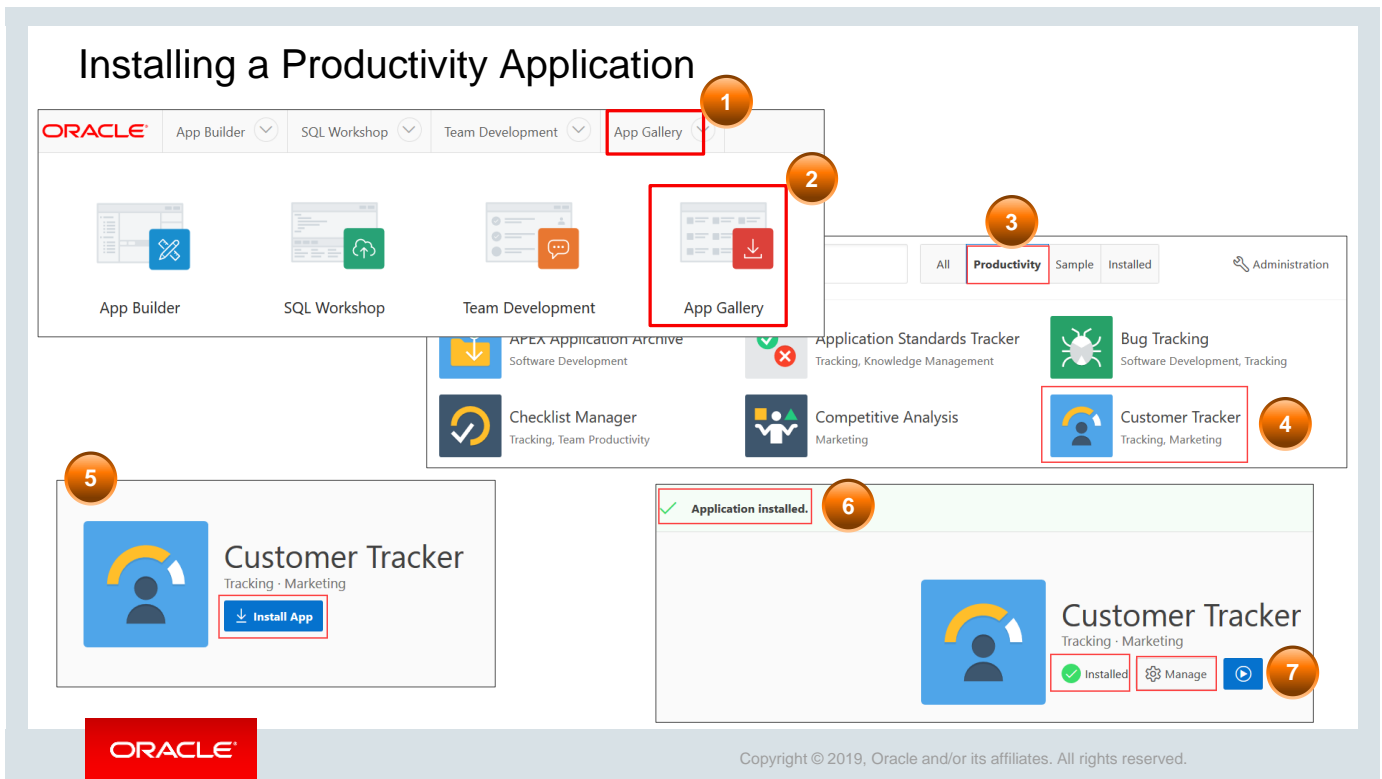 Installing a Productivity Application
1
ORACLE
App Builder
SQL Workshop
Team Development
App Gallery
2
App Builder
SQL Workshop
Team Development
App Gallery
3
All
Productivity
Sample
Installed
Administration
APEX Application Archive
Software Development
Application Standards Tracker
Tracking, Knowledge Management
Bug Tracking
Software Development, Tracking
Checklist Manager
Tracking, Team Productivity
Competitive Analysis
Marketing
Customer Tracker
Tracking, Marketing
4
5
Customer Tracker
Tracking · Marketing
Install App
Application installed.
6
Customer Tracker
Tracking · Marketing
Installed
Manage
7
ORACLE
Copyright © 2019, Oracle and/or its affiliates. All rights reserved.